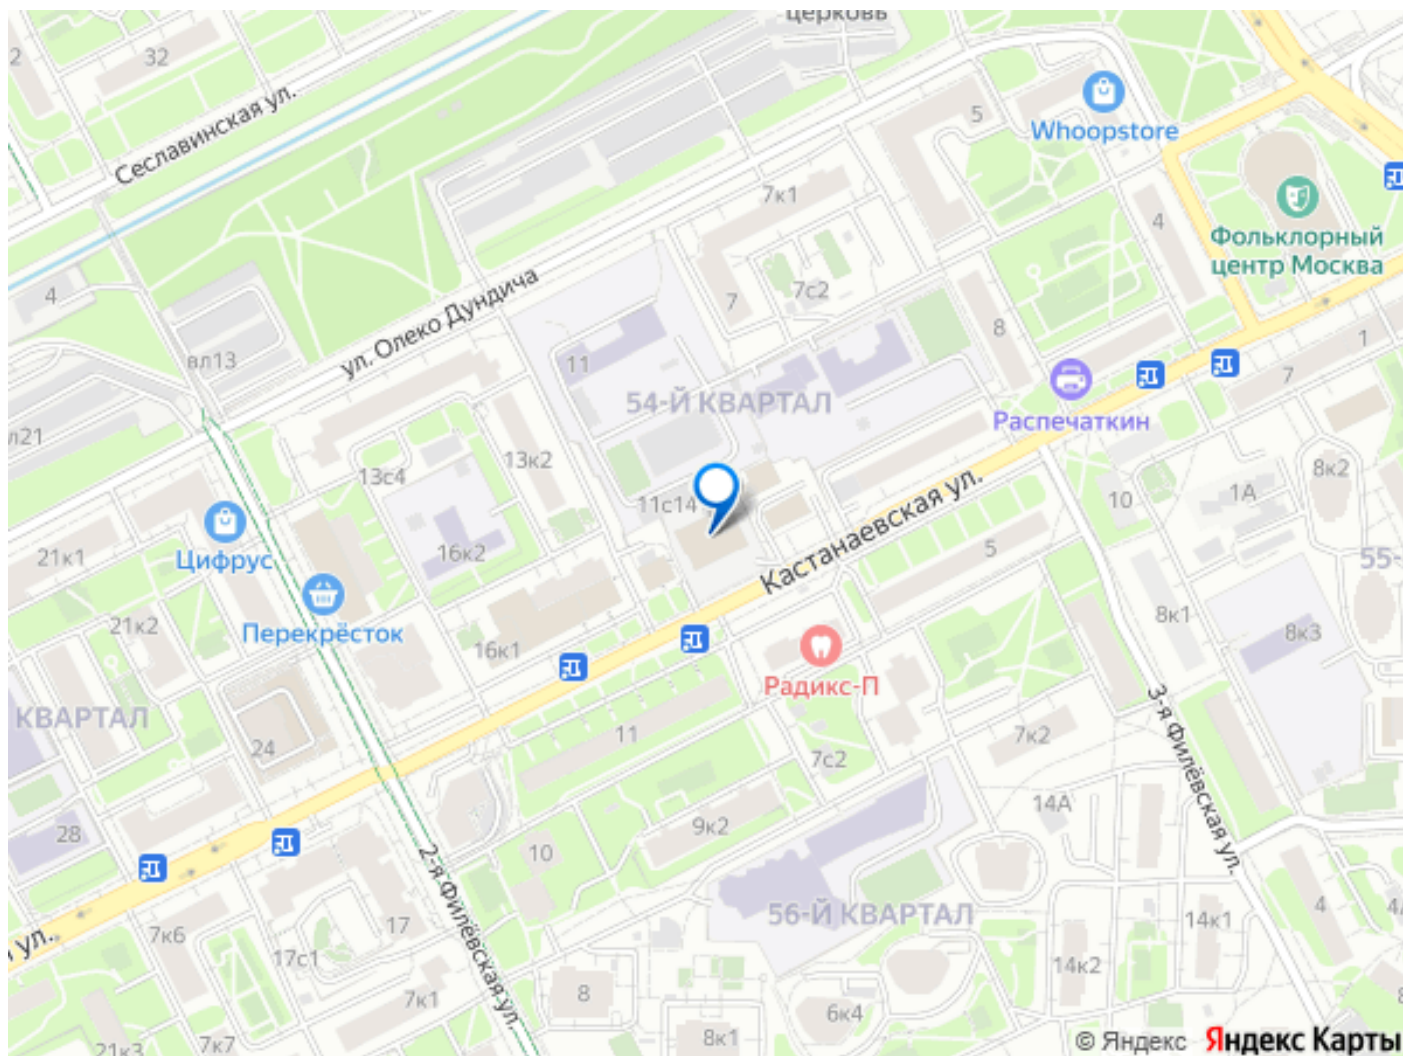 церковь
2
32
5
Whoopstore
Сеславинская ул.
7к1
4
Фольклорный
центр Москва
4
ул. Олеко Дундича
7с2
7
8
1
вл13
11
7
54-Й КВАРТАЛ
Распечаткин
л21
13с4
13к2
8к2
1А
10
11с14
Кастанаевская ул.
21к1
Цифрус
16к2
5
55-
Перекрёсток
21к2
16к1
8к1
8к3
Радикс-П
КВАРТАЛ
24
11
7с2
7к2
3-я Филёвская ул.
28
14А
9к2
10
2-я Филёвская ул.
56-Й КВАРТАЛ
4
4
14к1
17
7к6
ул.
17с1
14к2
7к1
8
6к4
8к1
21к3
7к7
8
© Яндекс Яндекс Карты